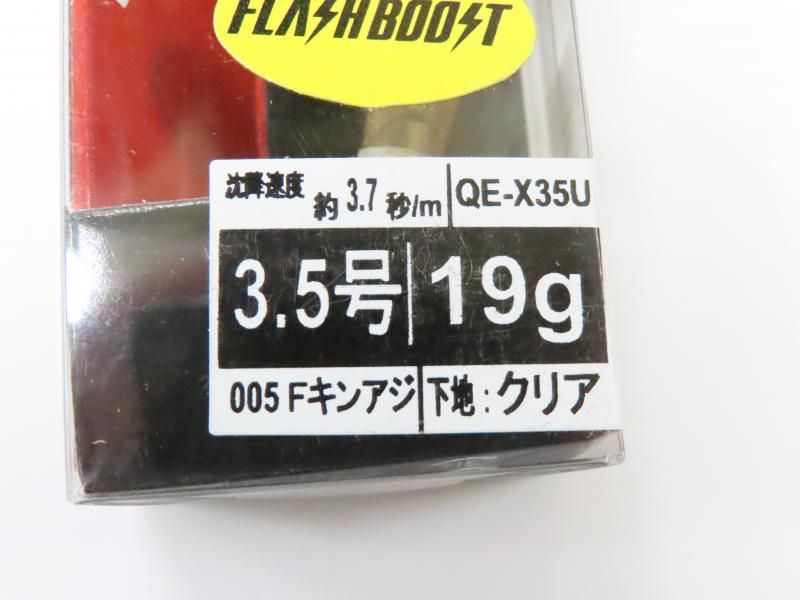 FLASHBOOST
沈降速度 約 3.7 秒/m QE-X35U
3.5号 19g
005 Fキンアジ 下地:クリア